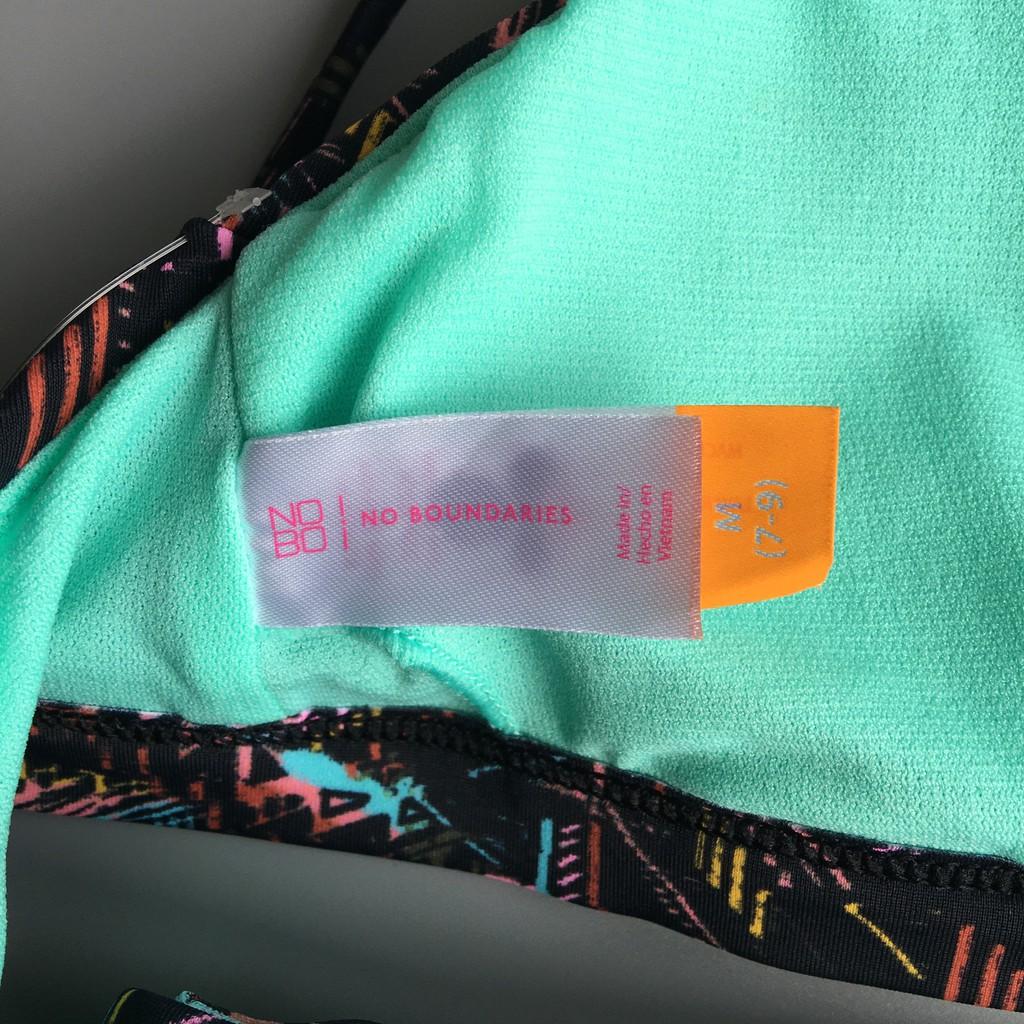 NO
BO
NO BOUNDARIES
Made in/
Hecho en
Vietnam
M
(7-9)